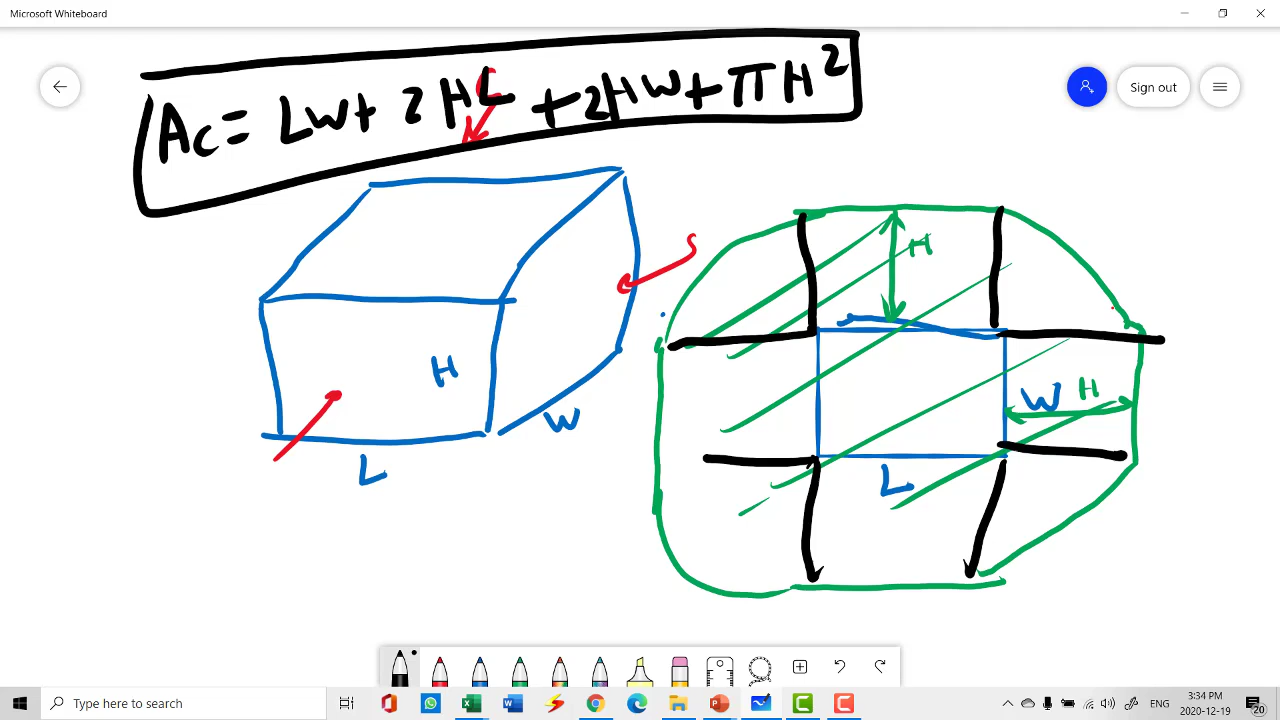 Microsoft Whiteboard
Sign out
Ac = LW + 2HL + 2HW + πH²
S
H
H
W
H
W
L
L
Type here to search
ENG
3:34 PM
2020-12-19
20